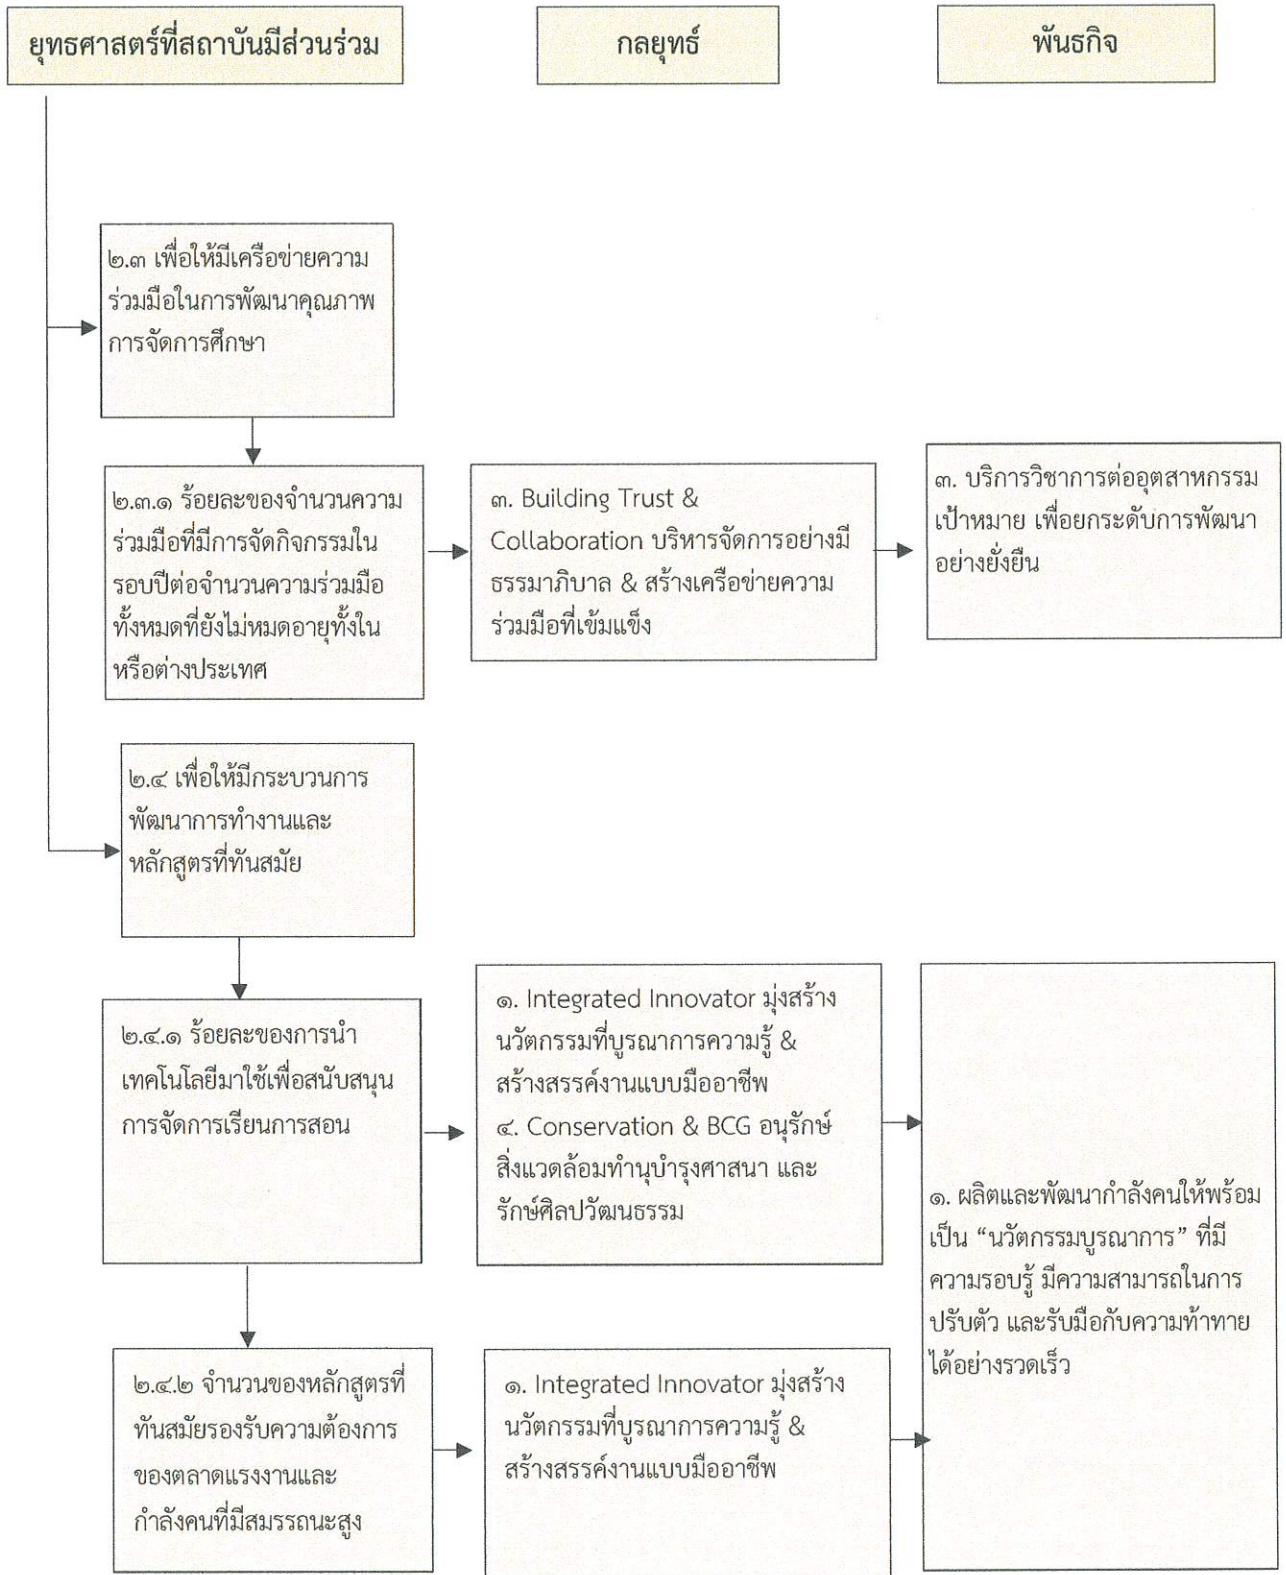 ยุทธศาสตร์ที่สถาบันมีส่วนร่วม
กลยุทธ์
พันธกิจ
๒.๓ เพื่อให้มีเครือข่ายความ
ร่วมมือในการพัฒนาคุณภาพ
การจัดการศึกษา
๒.๓.๑ ร้อยละของจำนวนความ
ร่วมมือที่มีการจัดกิจกรรมใน
รอบปีต่อจำนวนความร่วมมือ
ทั้งหมดที่ยังไม่หมดอายุทั้งใน
หรือต่างประเทศ
๓. Building Trust &
Collaboration บริหารจัดการอย่างมี
ธรรมาภิบาล & สร้างเครือข่ายความ
ร่วมมือที่เข้มแข็ง
๓. บริการวิชาการต่ออุตสาหกรรม
เป้าหมาย เพื่อยกระดับการพัฒนา
อย่างยั่งยืน
๒.๔ เพื่อให้มีกระบวนการ
พัฒนาการทำงานและ
หลักสูตรที่ทันสมัย
๒.๔.๑ ร้อยละของการนำ
เทคโนโลยีมาใช้เพื่อสนับสนุน
การจัดการเรียนการสอน
๑. Integrated Innovator มุ่งสร้าง
นวัตกรรมที่บูรณาการความรู้ &
สร้างสรรค์งานแบบมืออาชีพ
๔. Conservation & BCG อนุรักษ์
สิ่งแวดล้อมทำนุบำรุงศาสนา และ
รักษ์ศิลปวัฒนธรรม
๑. ผลิตและพัฒนากำลังคนให้พร้อม
เป็น “นวัตกรรมบูรณาการ” ที่มี
ความรอบรู้ มีความสามารถในการ
ปรับตัว และรับมือกับความท้าทาย
ได้อย่างรวดเร็ว
๒.๔.๒ จำนวนของหลักสูตรที่
ทันสมัยรองรับความต้องการ
ของตลาดแรงงานและ
กำลังคนที่มีสมรรถนะสูง
๑. Integrated Innovator มุ่งสร้าง
นวัตกรรมที่บูรณาการความรู้ &
สร้างสรรค์งานแบบมืออาชีพ